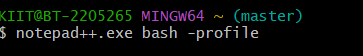 KIIT@BT-2205265 MINGW64 ~ (master)
$ notepad++.exe bash -profile